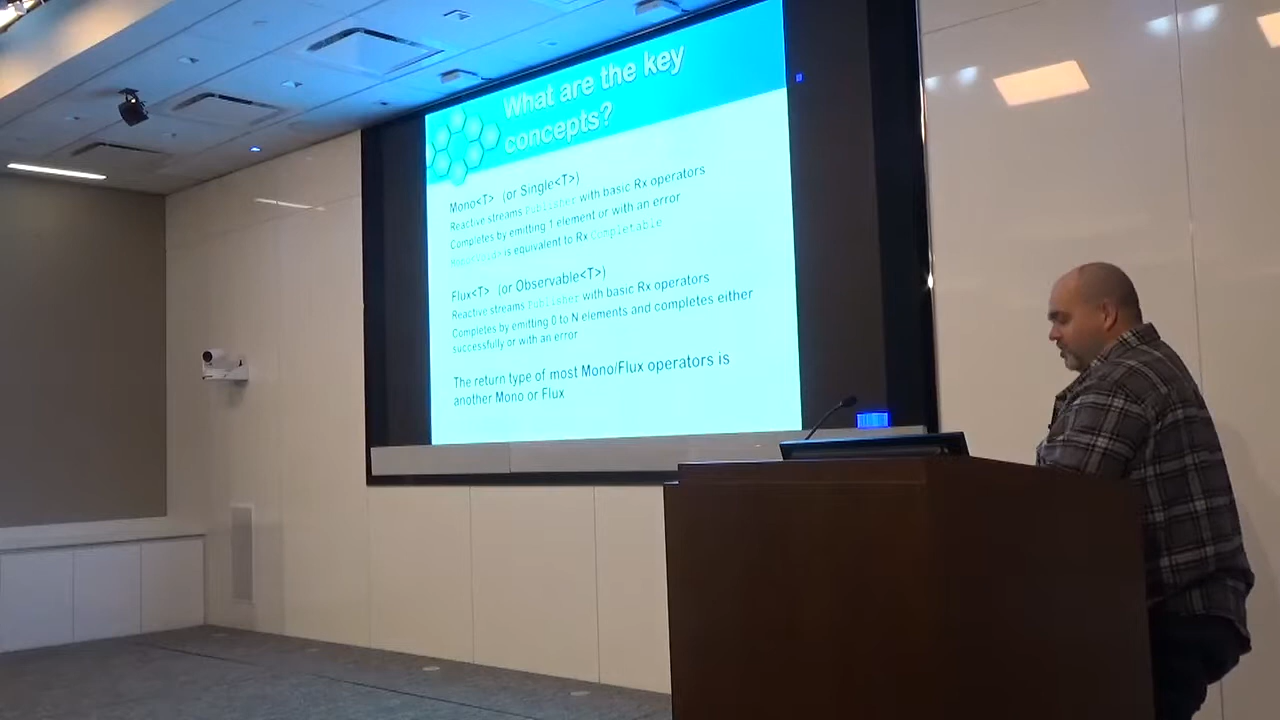 What are the key
concepts?
Mono<T> (or Single<T>)
Reactive streams Publisher with basic Rx operators
Completes by emitting 1 element or with an error
Mono<Void> is equivalent to Rx Completable
Flux<T> (or Observable<T>)
Reactive streams Publisher with basic Rx operators
Completes by emitting 0 to N elements and completes either
successfully or with an error
The return type of most Mono/Flux operators is
another Mono or Flux